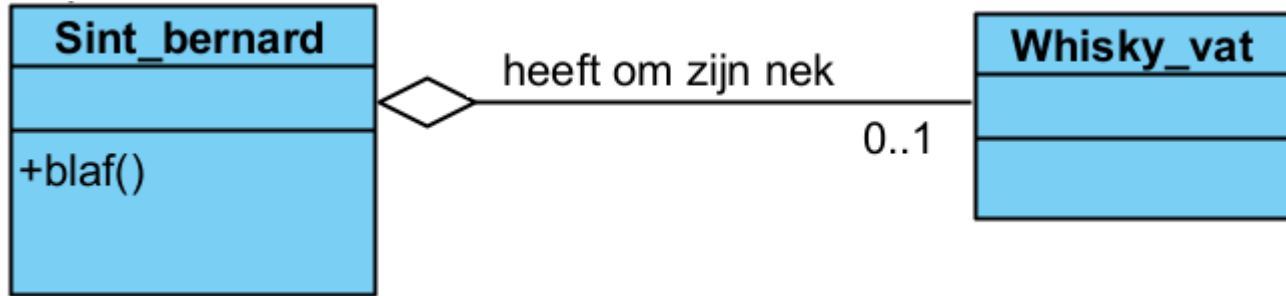 Sint_bernard
+blaf()
heeft om zijn nek
0..1
Whisky_vat